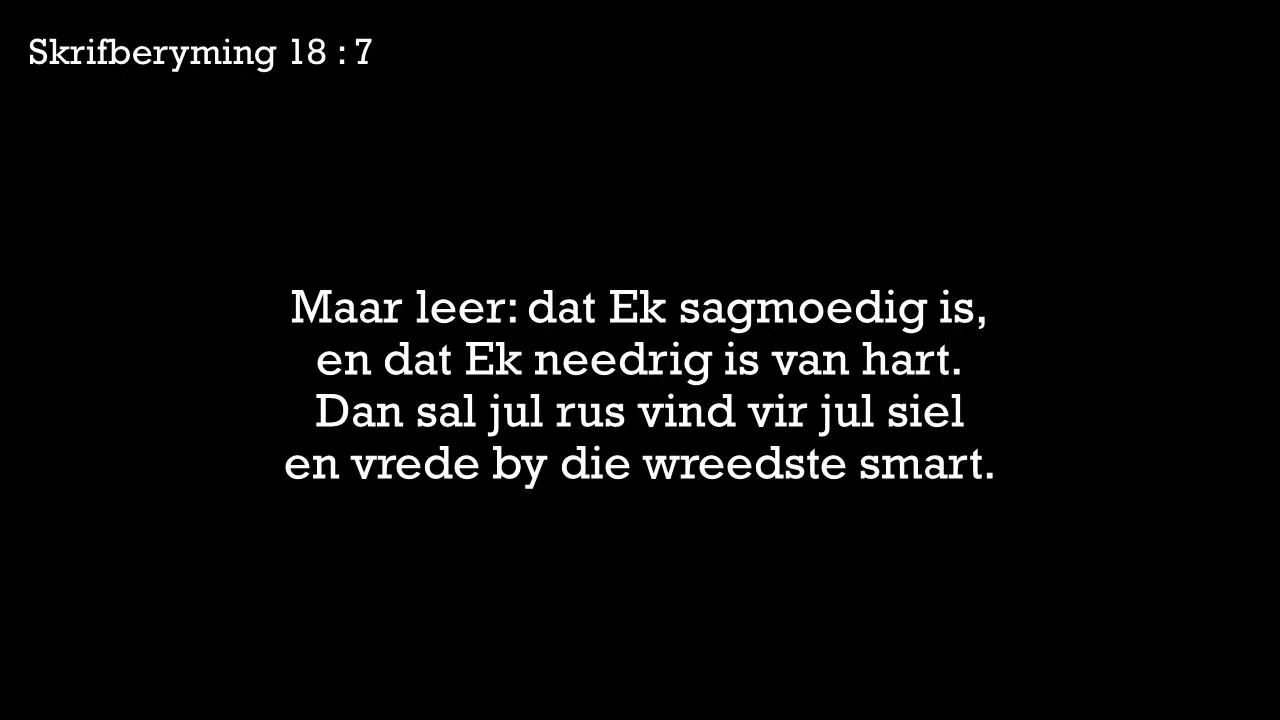 Skrifberyming 18 : 7
Maar leer: dat Ek sagmoedig is,
en dat Ek needrig is van hart.
Dan sal jul rus vind vir jul siel
en vrede by die wreedste smart.